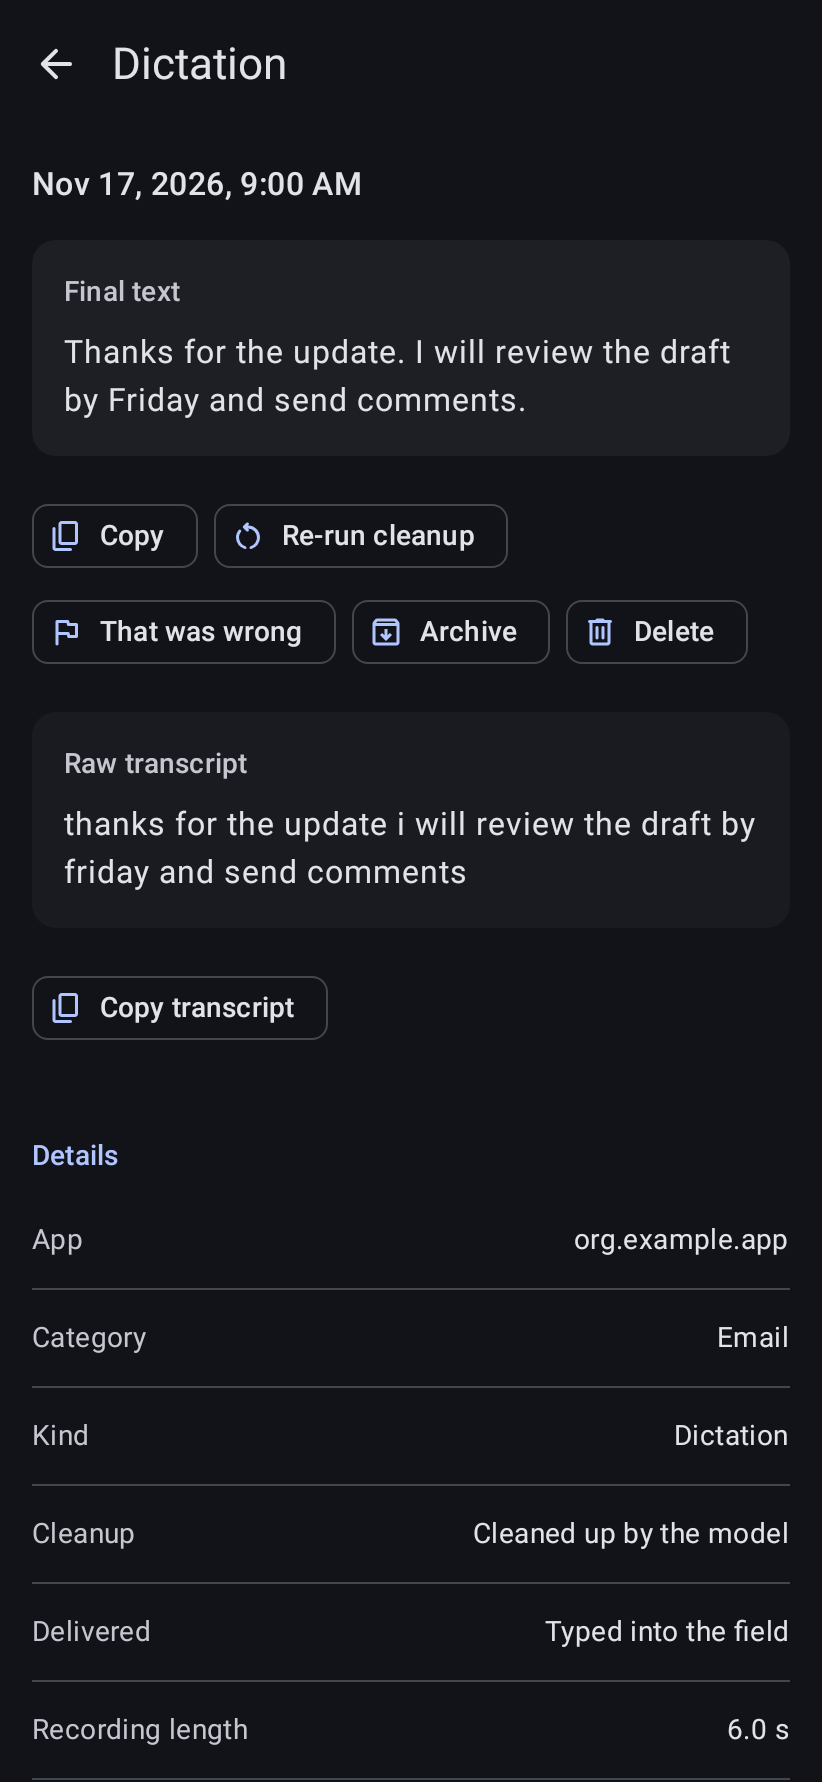 Dictation
Nov 17, 2026, 9:00 AM
Final text
Thanks for the update. I will review the draft
by Friday and send comments.
Copy
Re-run cleanup
That was wrong
Archive
Delete
Raw transcript
thanks for the update i will review the draft by
friday and send comments
Copy transcript
Details
App org.example.app
Category Email
Kind Dictation
Cleanup Cleaned up by the model
Delivered Typed into the field
Recording length 6.0 s